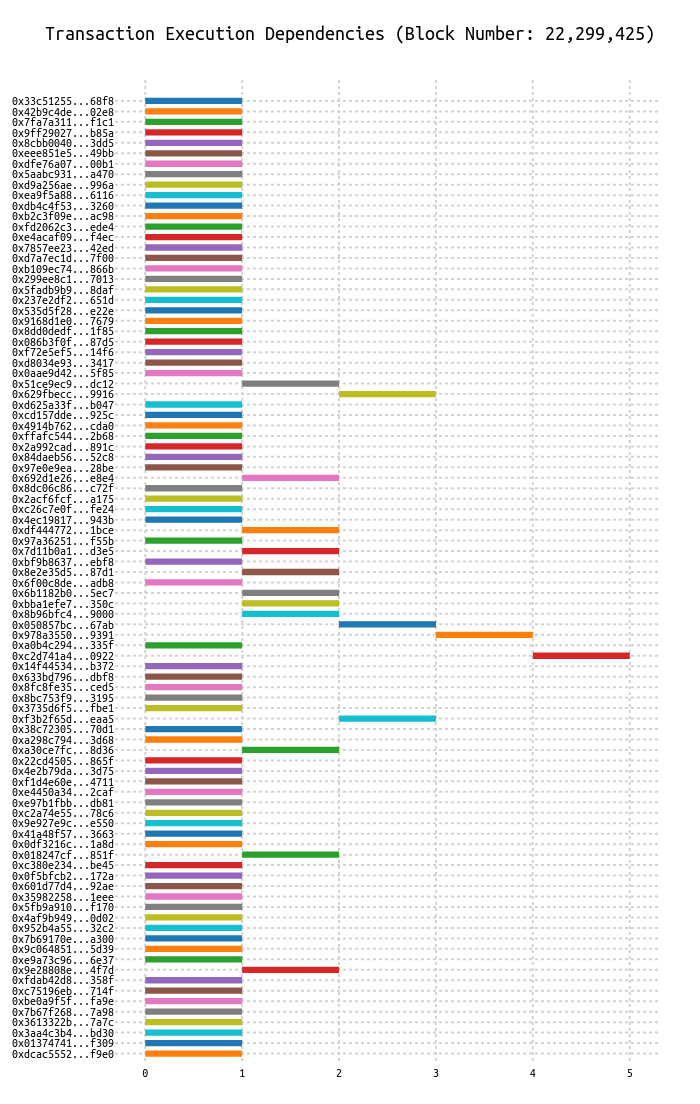 Transaction Execution Dependencies (Block Number: 22,299,425)
0x33c51255...68f8
0x42b9c4de...02e8
0x7fa7a311...f1c1
0x9ff29027...b85a
0x8cbb0040...3dd5
0xeee851e5...49bb
0xdfe76a07...00b1
0x5aabc931...a470
0xd9a256ae...996a
0xea9f5a88...6116
0xdb4c4f53...3260
0xb2c3f09e...ac98
0xfd2062c3...ede4
0xe4acaf09...f4ec
0x7857ee23...42ed
0xd7a7ec1d...7f00
0xb109ec74...866b
0x299ee8c1...7013
0x5fadb9b9...8daf
0x237e2df2...651d
0x535d5f28...e22e
0x9168d1e0...7679
0x8dd0dedf...1f85
0x086b3f0f...87d5
0xf72e5ef5...14f6
0xd8034e93...3417
0x0aae9d42...5f85
0x51ce9ec9...dc12
0x629fbecc...9916
0xd625a33f...b047
0xcd157dde...925c
0x4914b762...cda0
0xffafc544...2b68
0x2a992cad...891c
0x84daeb56...52c8
0x97e0e9ea...28be
0x692d1e26...e8e4
0x8dc06c86...c72f
0x2acf6fcf...a175
0xc26c7e0f...fe24
0x4ec19817...943b
0xdf444772...1bce
0x97a36251...f55b
0x7d11b0a1...d3e5
0xbf9b8637...ebf8
0x8e2e35d5...87d1
0x6f00c8de...adb8
0x6b1182b0...5ec7
0xbba1efe7...350c
0x8b96bfc4...9000
0x050857bc...67ab
0x978a3550...9391
0xa0b4c294...335f
0xc2d741a4...0922
0x14f44534...b372
0x633bd796...dbf8
0x8fc8fe35...ced5
0x8bc753f9...3195
0x3735d6f5...fbe1
0xf3b2f65d...eaa5
0x38c72305...70d1
0xa298c794...3d68
0xa30ce7fc...8d36
0x22cd4505...865f
0x4e2b79da...3d75
0xf1d4e60e...4711
0xe4450a34...2caf
0xe97b1fbb...db81
0xc2a74e55...78c6
0x9e927e9c...e550
0x41a48f57...3663
0x0df3216c...1a8d
0x018247cf...851f
0xc380e234...be45
0x0f5bfcb2...172a
0x601d77d4...92ae
0x35982258...1eee
0x5fb9a910...f170
0x4af9b949...0d02
0x952b4a55...32c2
0x7b69170e...a300
0x9c064851...5d39
0xe9a73c96...6e37
0x9e28808e...4f7d
0xfdab42d8...358f
0xc75196eb...714f
0xbe0a9f5f...fa9e
0x7b67f268...7a98
0x3613322b...7a7c
0x3aa4c3b4...bd30
0x01374741...f309
0xdcac5552...f9e0
0 1 2 3 4 5